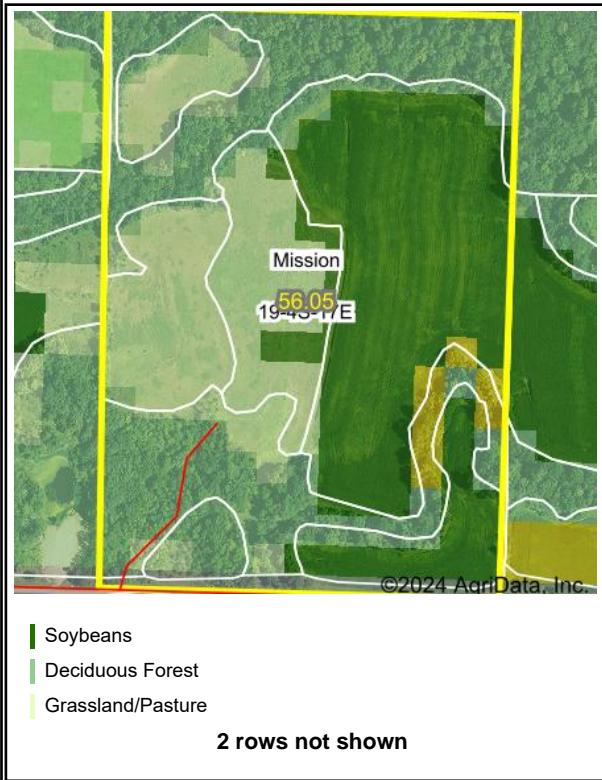 Mission
56.05
19-4S-17E
©2024 AgriData, Inc.
Soybeans
Deciduous Forest
Grassland/Pasture
2 rows not shown